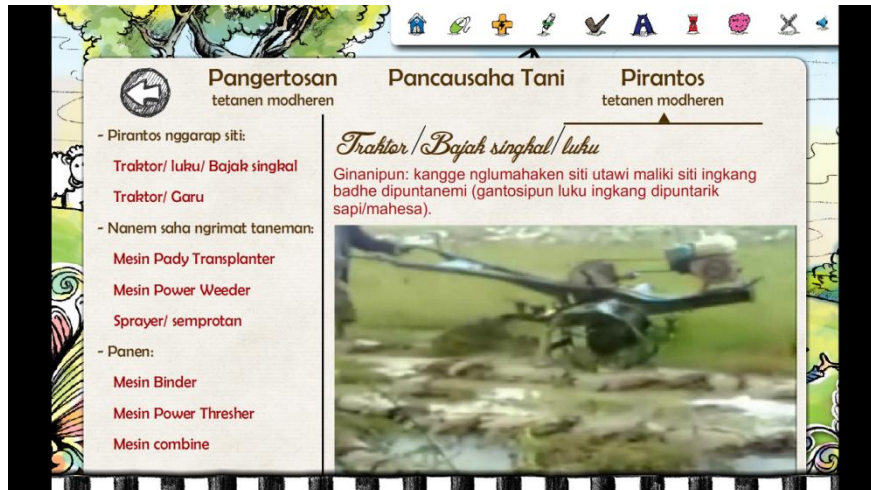 Pangertosan
tetanen modheren
Pancausaha Tani
Pirantos
tetanen modheren
- Pirantos nggarap siti:
Traktor/ luku/ Bajak singkal
Traktor/ Garu
- Nanem saha ngrimat taneman:
Mesin Pady Transplanter
Mesin Power Weeder
Sprayer/ semprotan
- Panen:
Mesin Binder
Mesin Power Thresher
Mesin combine
Traktor/Bajak singkal/luku
Ginanipun: kangge nglumahaken siti utawi maliki siti ingkang
badhe dipuntanemi (gantosipun luku ingkang dipuntarik
sapi/mahesa).